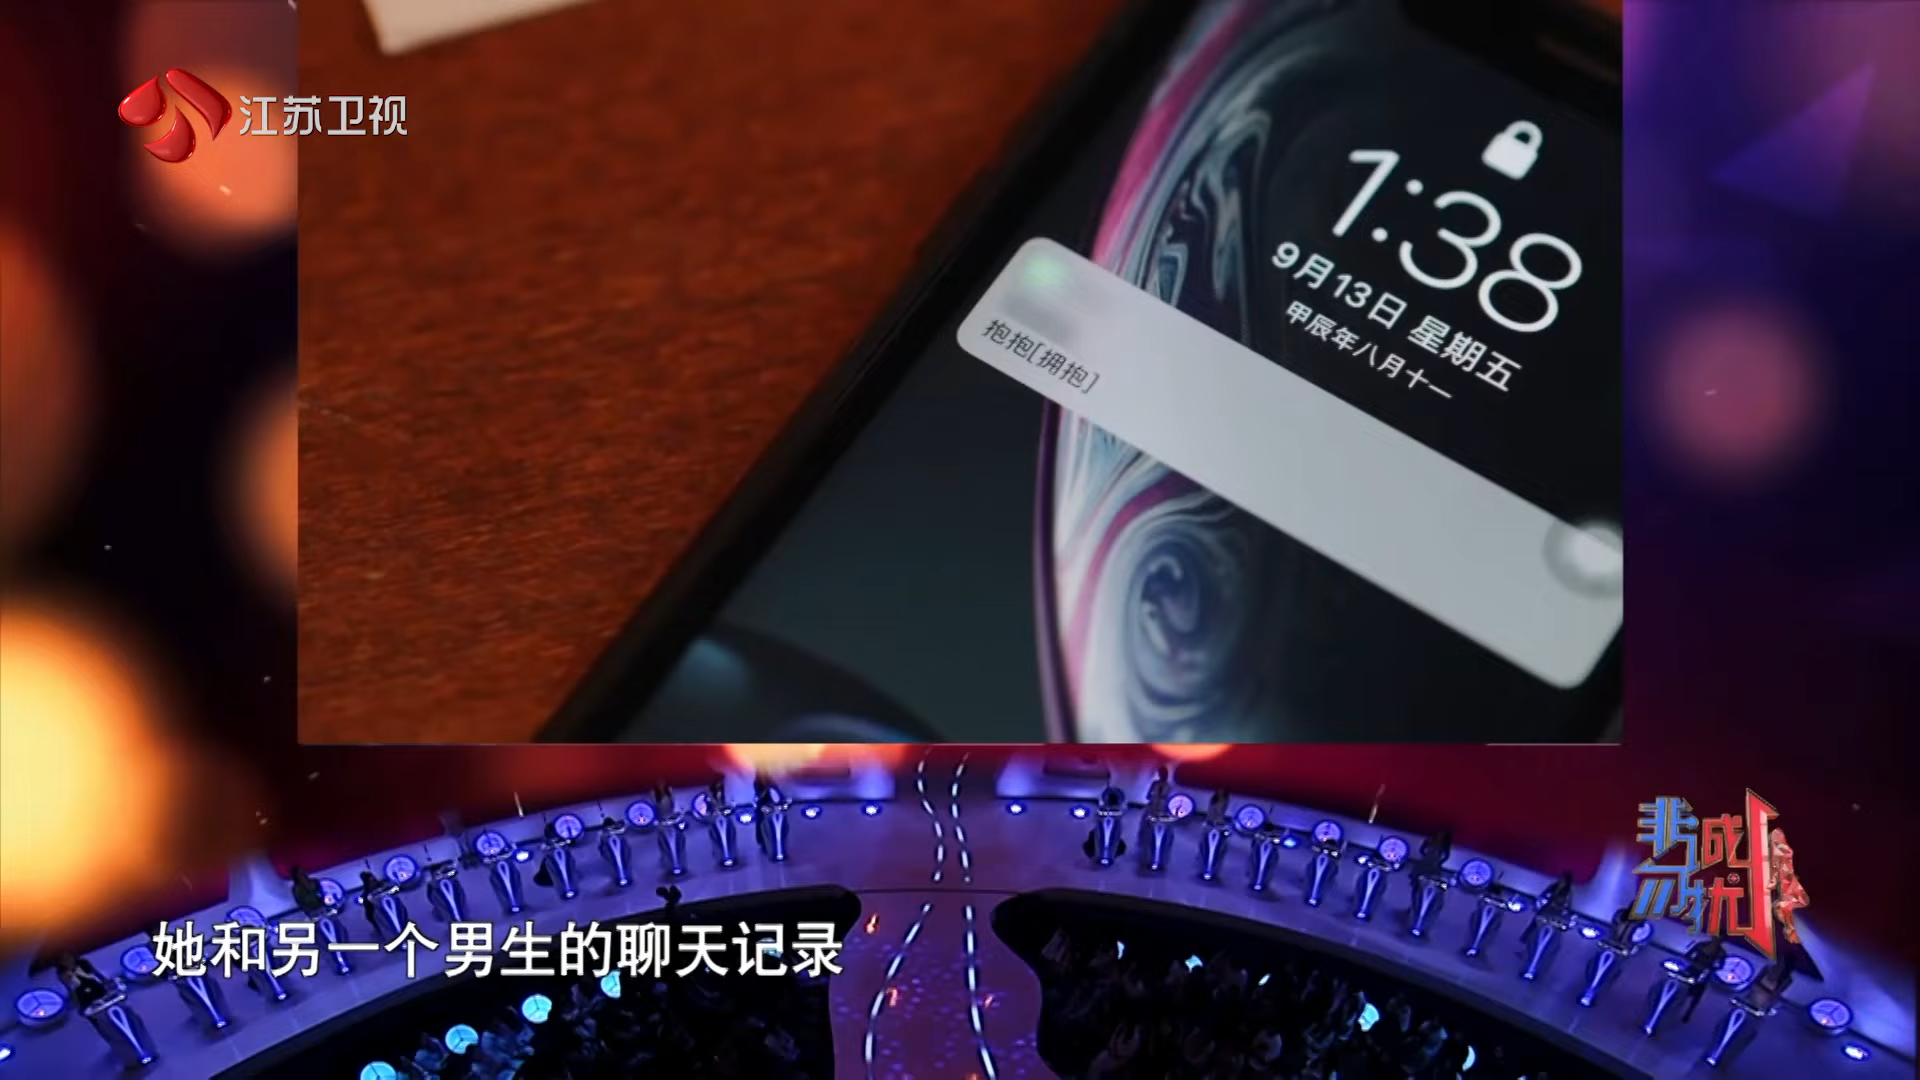 江苏卫视
1:38
9月13日 星期五
甲辰年八月十一
抱抱[拥抱]
非诚勿扰
她和另一个男生的聊天记录